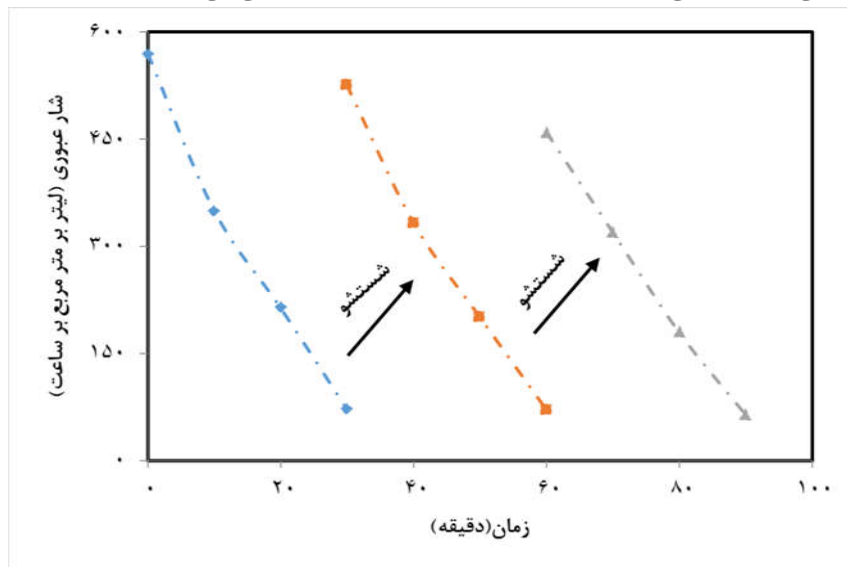 شار عبوری (لیتر بر متر مربع بر ساعت)
۶۰۰
۴۵۰
۳۰۰
۱۵۰
۰
شستشو
شستشو
۰ ۲۰ ۴۰ ۶۰ ۸۰ ۱۰۰
زمان(دقیقه)